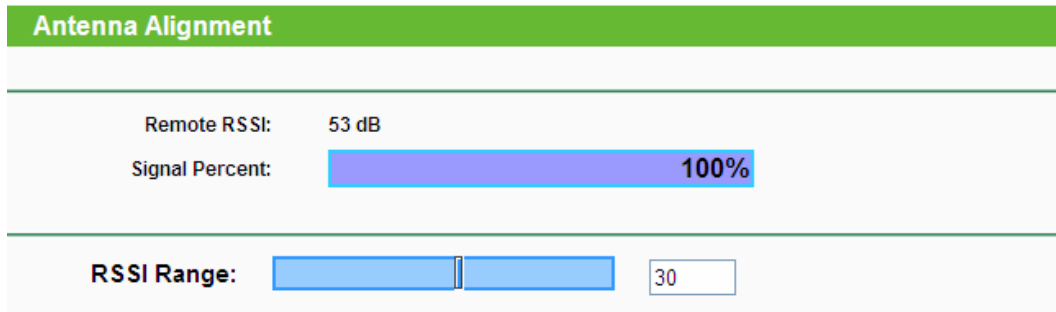 Antenna Alignment
Remote RSSI: 53 dB
Signal Percent: 100%
RSSI Range: 30